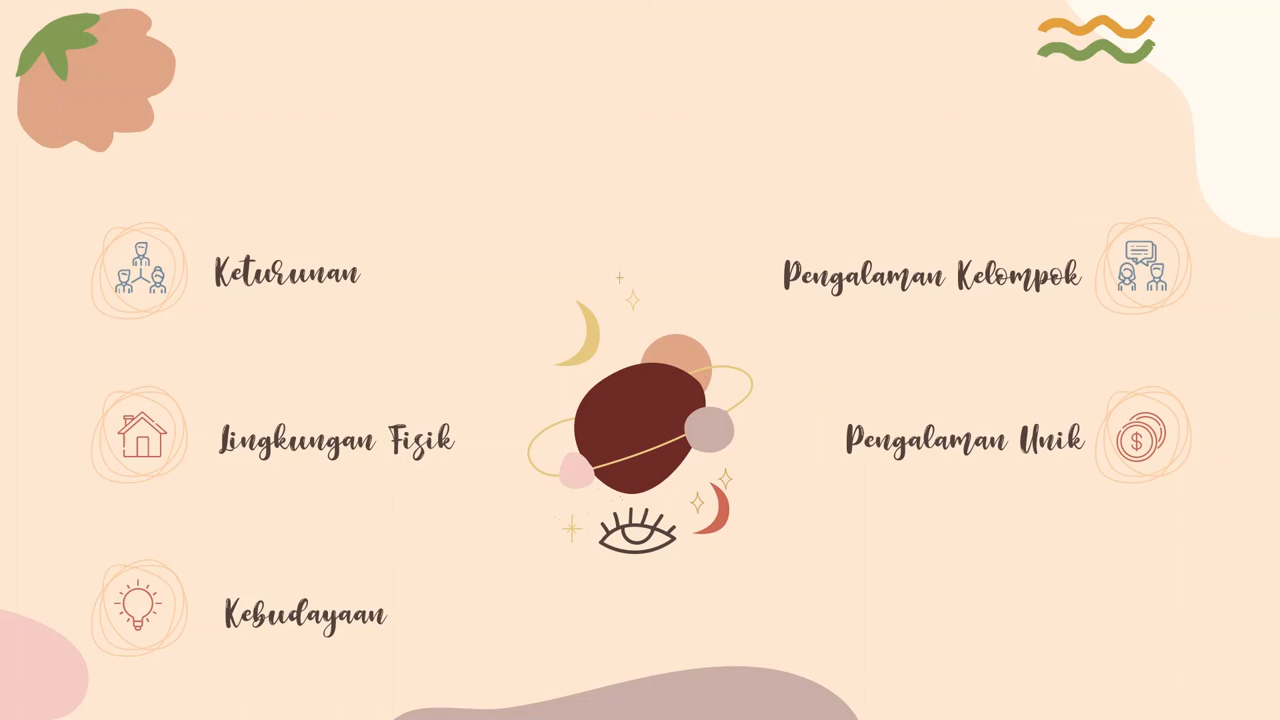 Keturunan
Lingkungan Fisik
Kebudayaan
Pengalaman Kelompok
Pengalaman Unik